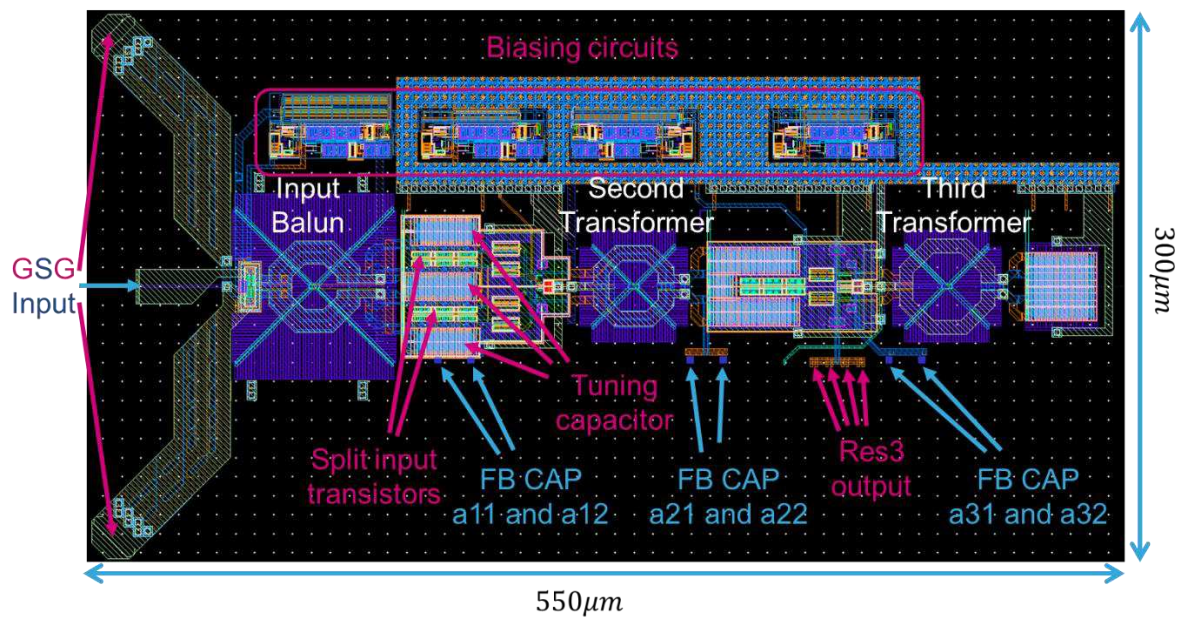 Biasing circuits
Input
Balun
Second
Transformer
Third
Transformer
GSG
Input
300μm
Tuning
capacitor
Split input
transistors
FB CAP
a11 and a12
FB CAP
a21 and a22
Res3
output
FB CAP
a31 and a32
550μm